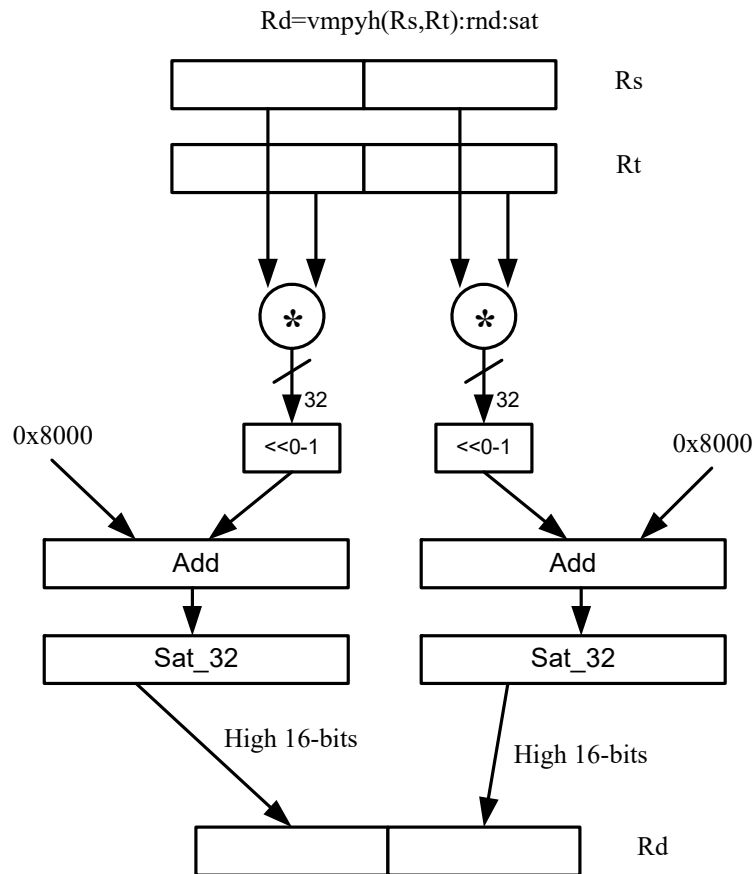 Rd=vmpyh(Rs,Rt):rnd:sat
Rs
Rt
* *
32 32
0x8000 <<0-1 <<0-1 0x8000
Add Add
Sat_32 Sat_32
High 16-bits High 16-bits
Rd